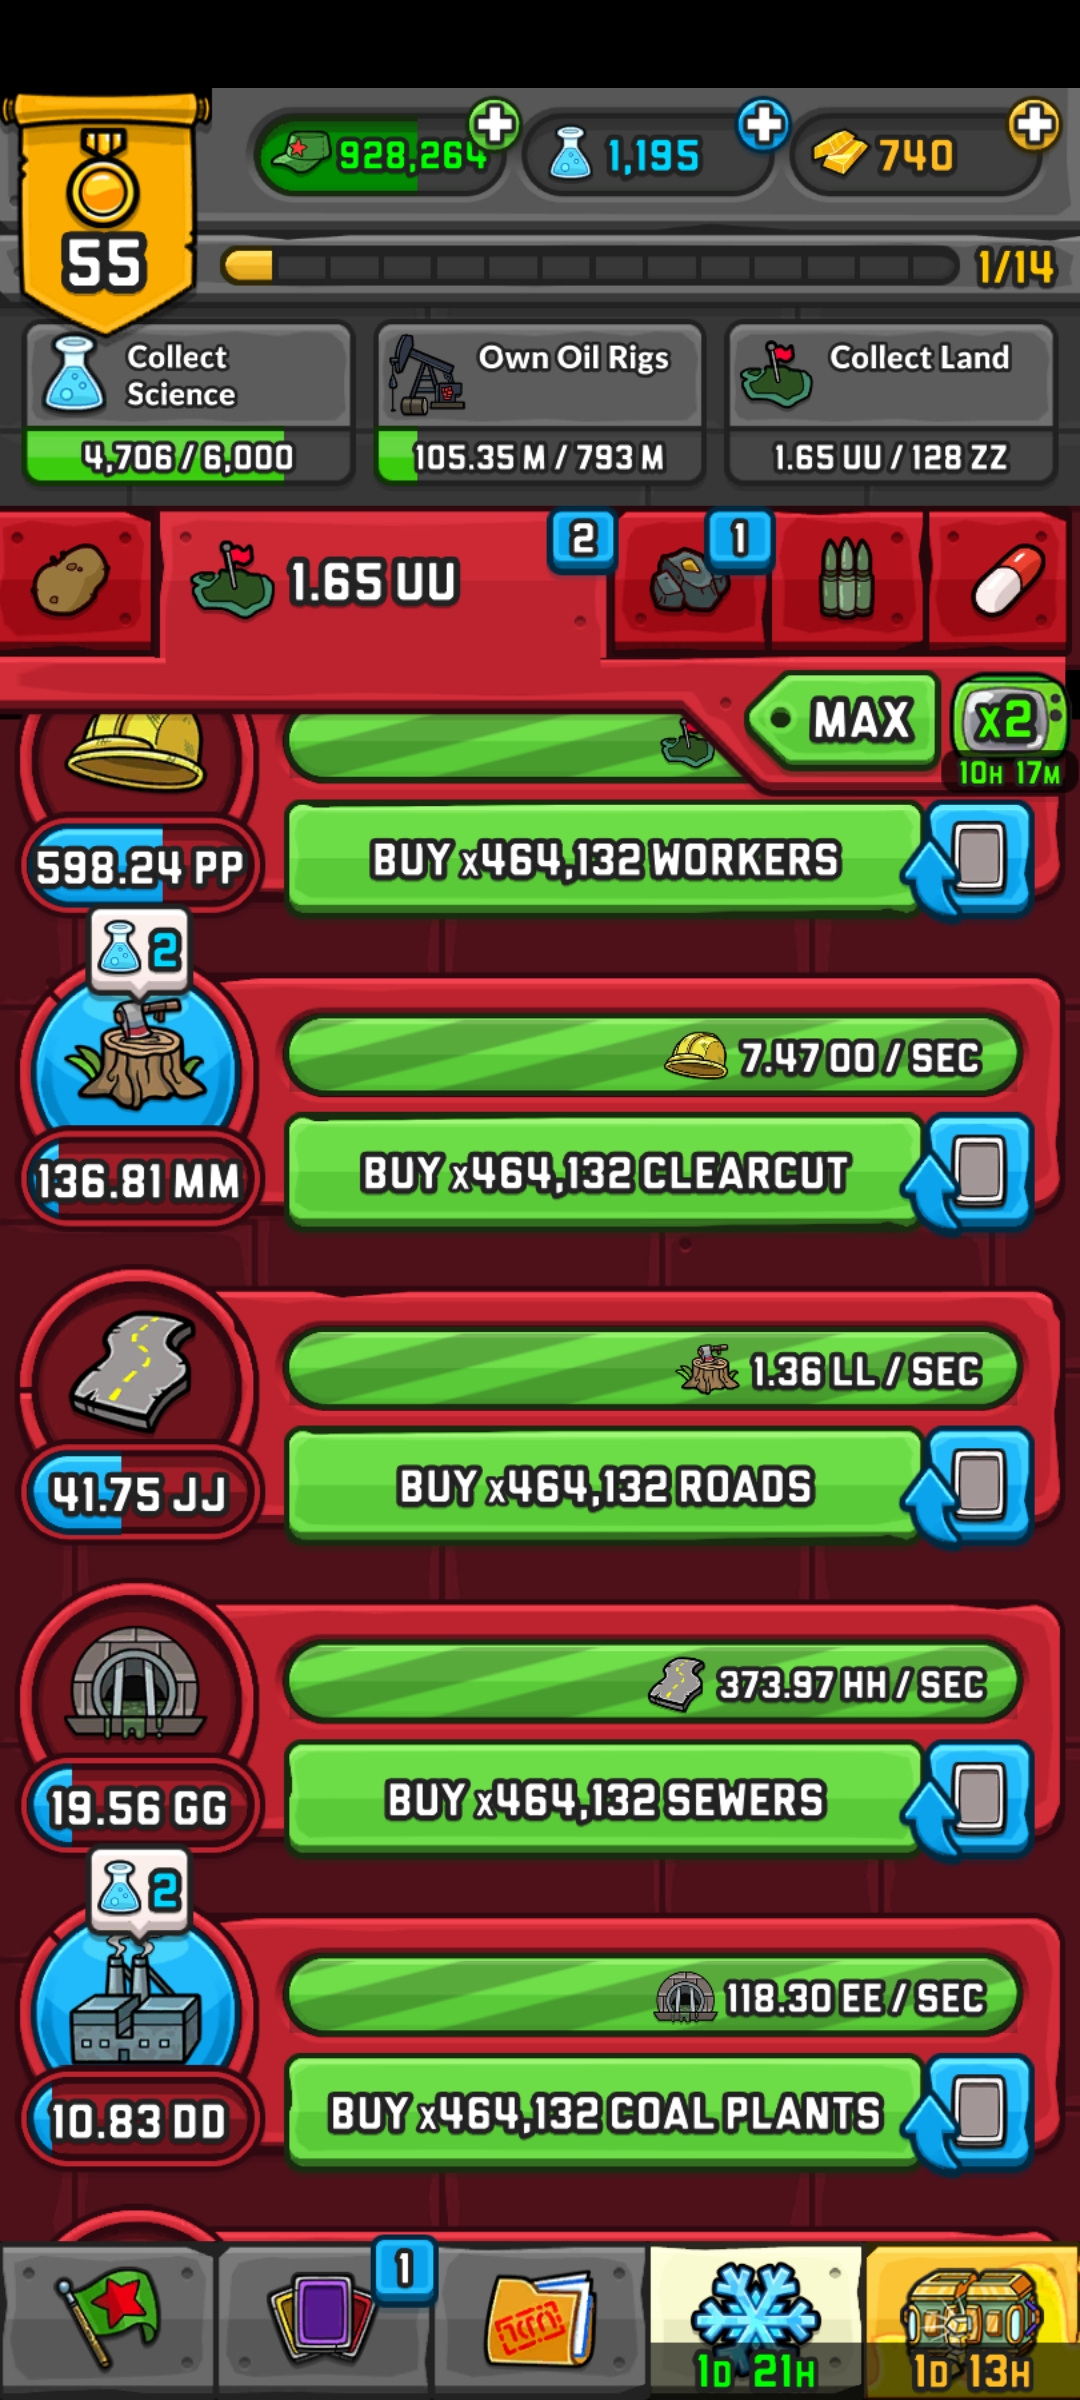 55
928,264
1,195
740
1/14
Collect
Science
4,706 / 6,000
Own Oil Rigs
105.35 M / 793 M
Collect Land
1.65 UU / 128 ZZ
1.65 UU
2
1
MAX
x2
10H 17M
598.24 PP
BUY x464,132 WORKERS
2
7.47 OO / SEC
136.81 MM
BUY x464,132 CLEARCUT
1.36 LL / SEC
41.75 JJ
BUY x464,132 ROADS
373.97 HH / SEC
19.56 GG
BUY x464,132 SEWERS
2
118.30 EE / SEC
10.83 DD
BUY x464,132 COAL PLANTS
1
1D 21H
1D 13H